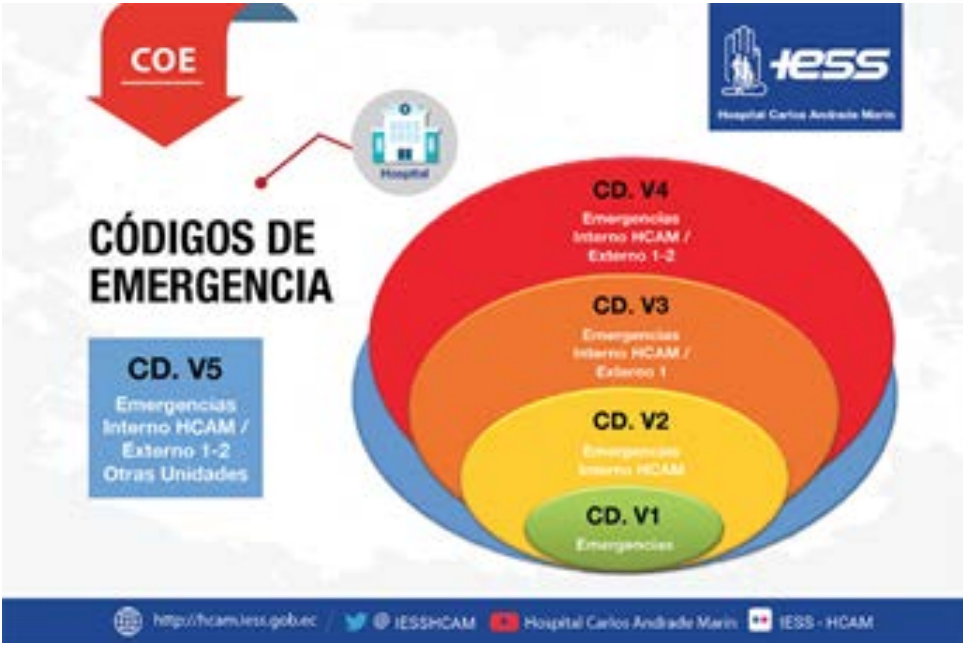 COE
IESS
Hospital Carlos Andrade Marín
Hospital
CÓDIGOS DE
EMERGENCIA
CD. V5
Emergencias
Interno HCAM /
Externo 1-2
Otras Unidades
CD. V4
Emergencias
Interno HCAM /
Externo 1-2
CD. V3
Emergencias
Interno HCAM /
Externo 1
CD. V2
Emergencias
Interno HCAM
CD. V1
Emergencias
http://hcam.iess.gob.ec / @ IESSHCAM Hospital Carlos Andrade Marín IESS - HCAM